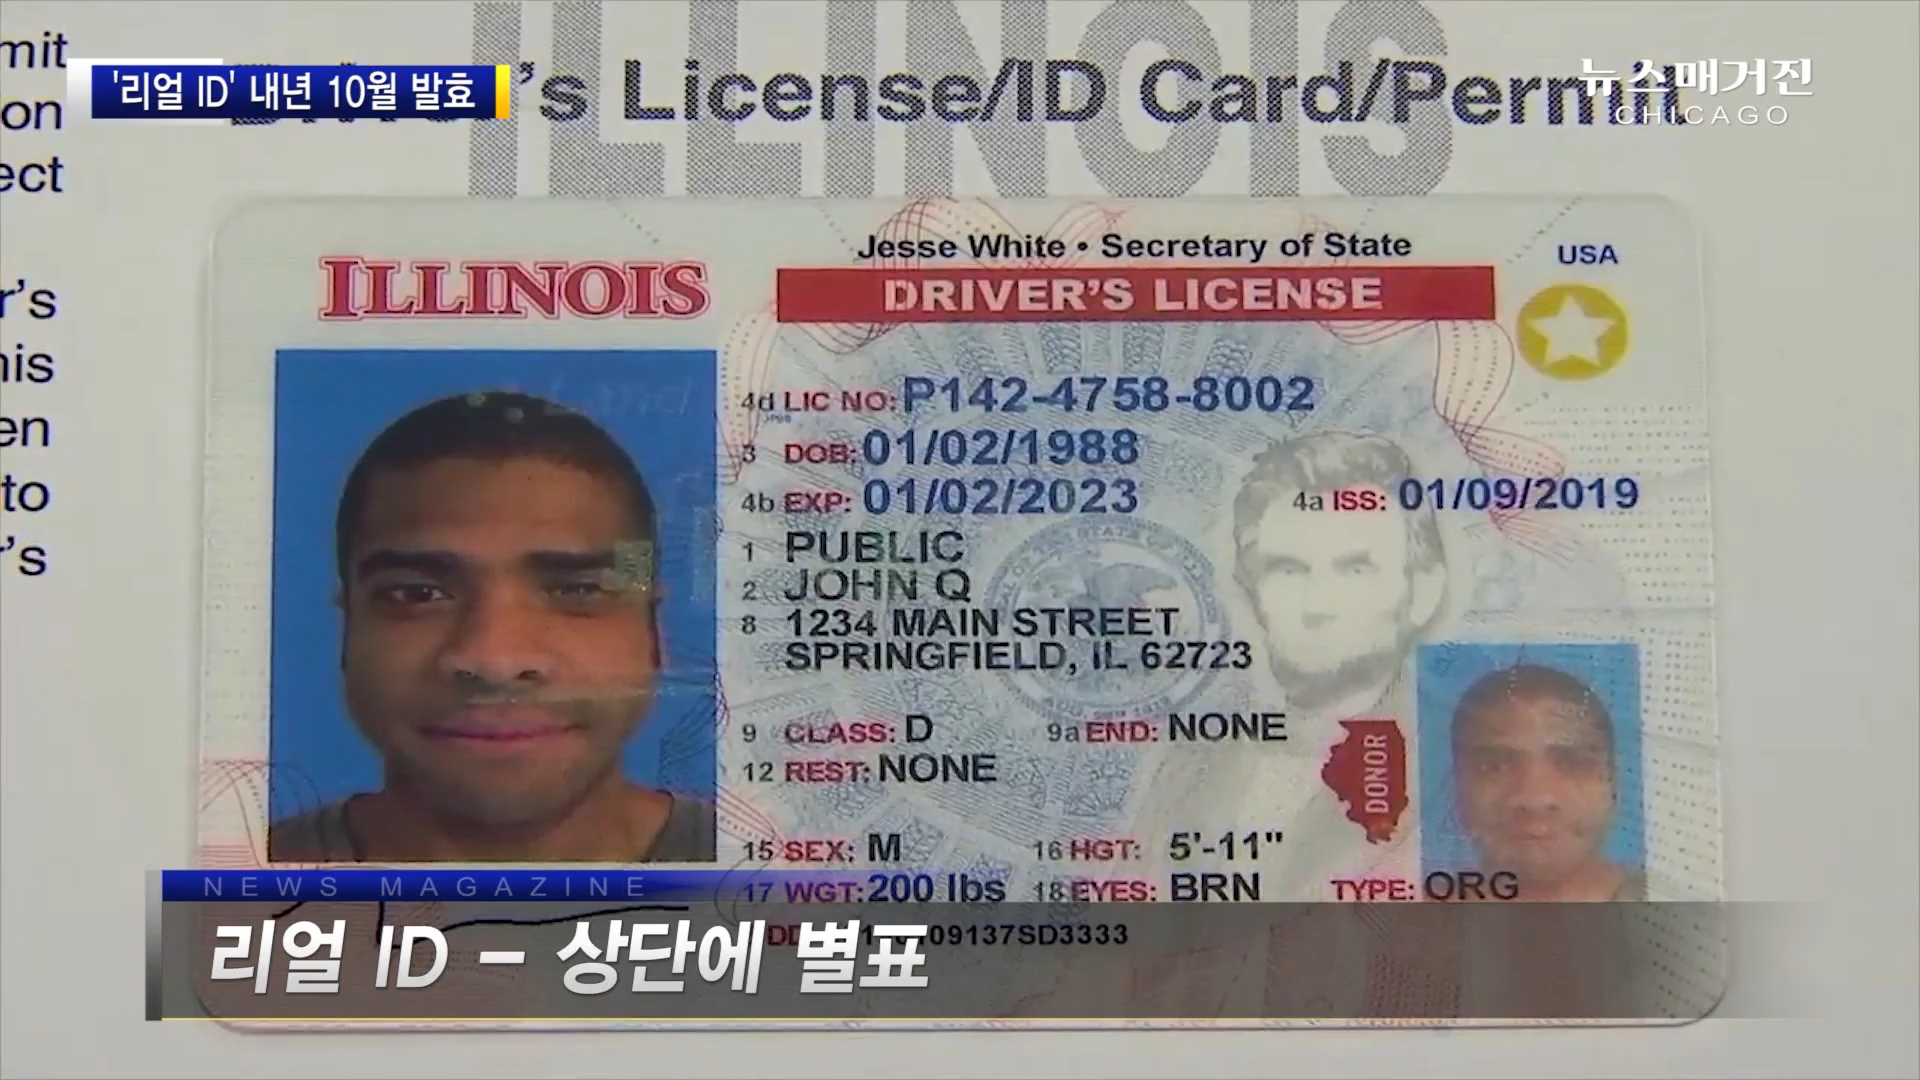 '리얼 ID' 내년 10월 발효
뉴스매거진
CHICAGO
ILLINOIS
's License/ID Card/Permit
mit
on
ect
r's
his
en
to
r's
ILLINOIS
Jesse White • Secretary of State
DRIVER'S LICENSE
USA
4d LIC NO: P142-4758-8002
3 DOB: 01/02/1988
4b EXP: 01/02/2023
4a ISS: 01/09/2019
1 PUBLIC
2 JOHN Q
8 1234 MAIN STREET
SPRINGFIELD, IL 62723
9 CLASS: D
9a END: NONE
12 REST: NONE
DONOR
15 SEX: M
16 HGT: 5'-11"
17 WGT: 200 lbs
18 EYES: BRN
TYPE: ORG
09137SD3333
NEWS MAGAZINE
리얼 ID - 상단에 별표